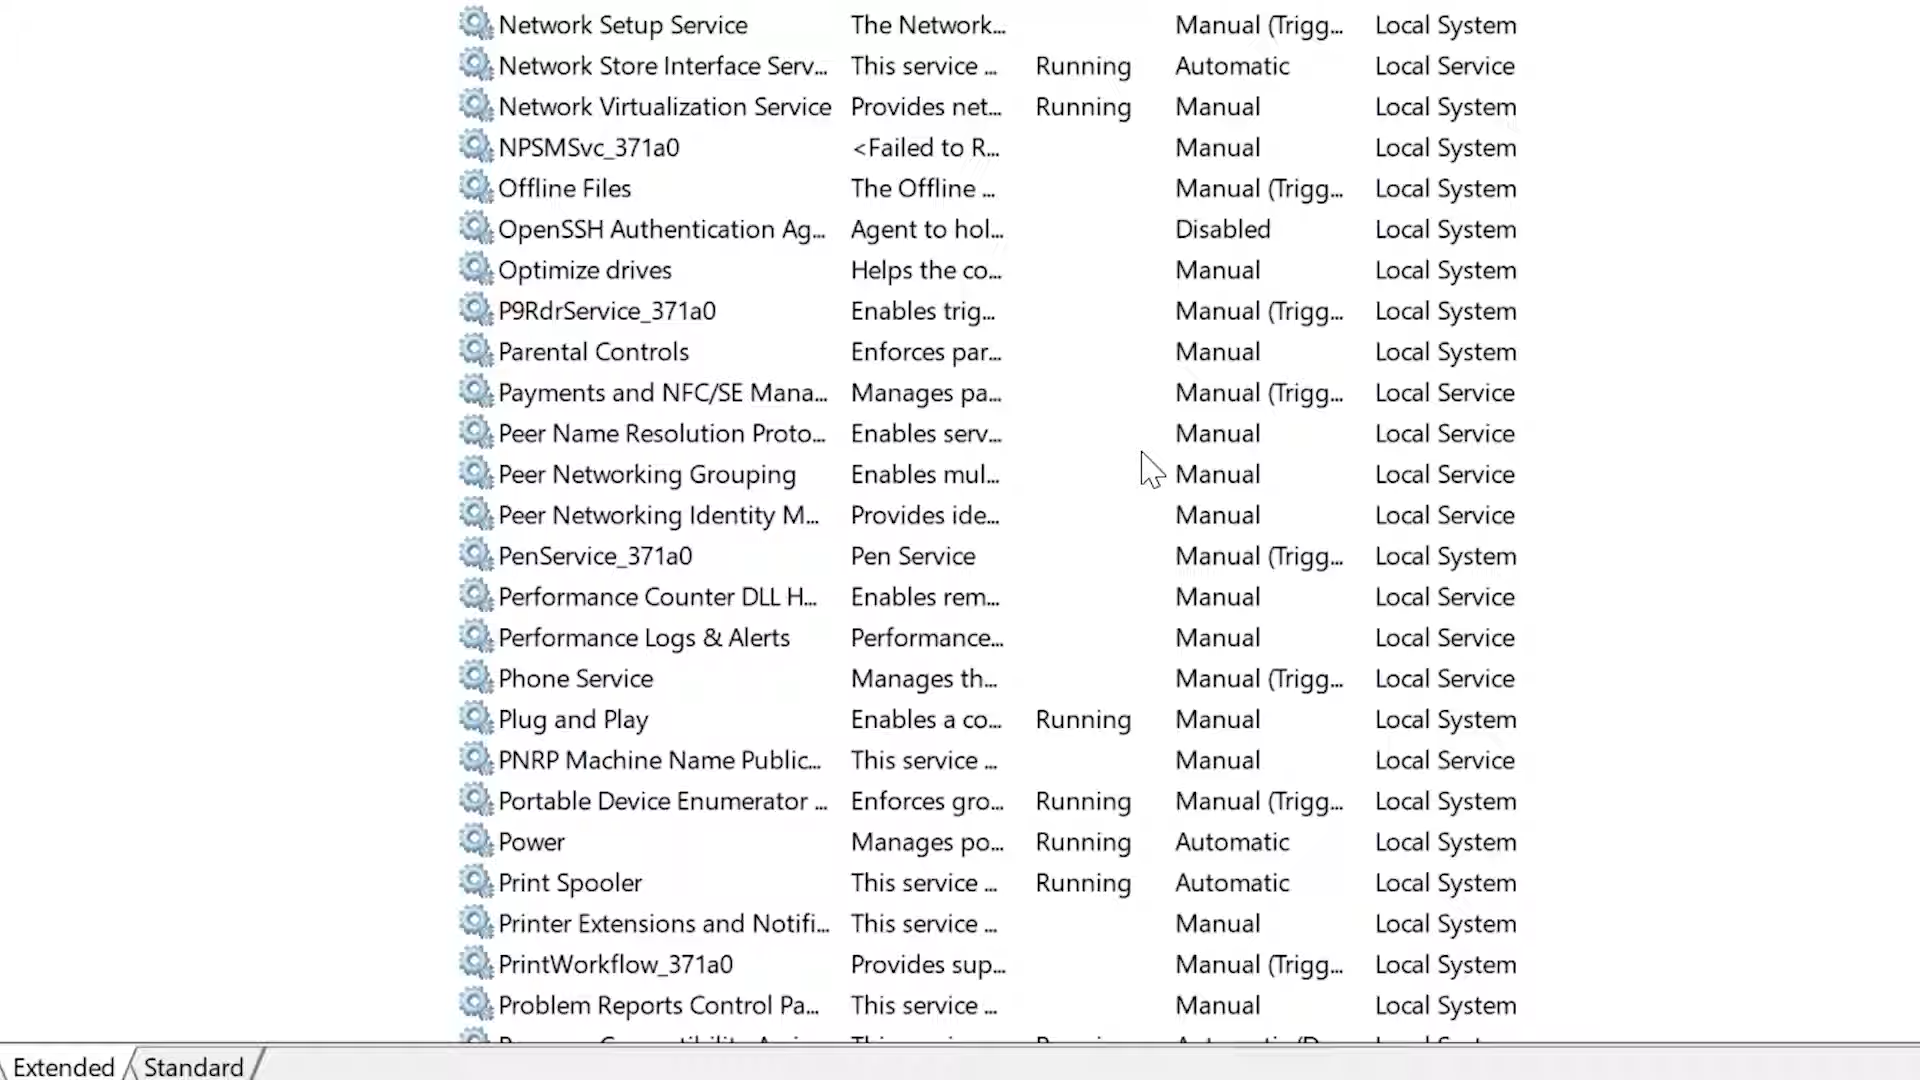 Network Setup Service The Network... Manual (Trigg... Local System
Network Store Interface Serv... This service ... Running Automatic Local Service
Network Virtualization Service Provides net... Running Manual Local System
NPSMSvc_371a0 <Failed to R... Manual Local System
Offline Files The Offline ... Manual (Trigg... Local System
OpenSSH Authentication Ag... Agent to hol... Disabled Local System
Optimize drives Helps the co... Manual Local System
P9RdrService_371a0 Enables trig... Manual (Trigg... Local System
Parental Controls Enforces par... Manual Local System
Payments and NFC/SE Mana... Manages pa... Manual (Trigg... Local Service
Peer Name Resolution Proto... Enables serv... Manual Local Service
Peer Networking Grouping Enables mul... Manual Local Service
Peer Networking Identity M... Provides ide... Manual Local Service
PenService_371a0 Pen Service Manual (Trigg... Local System
Performance Counter DLL H... Enables rem... Manual Local Service
Performance Logs & Alerts Performance... Manual Local Service
Phone Service Manages th... Manual (Trigg... Local Service
Plug and Play Enables a co... Running Manual Local System
PNRP Machine Name Public... This service ... Manual Local Service
Portable Device Enumerator ... Enforces gro... Running Manual (Trigg... Local System
Power Manages po... Running Automatic Local System
Print Spooler This service ... Running Automatic Local System
Printer Extensions and Notifi... This service ... Manual Local System
PrintWorkflow_371a0 Provides sup... Manual (Trigg... Local System
Problem Reports Control Pa... This service ... Manual Local System
Extended Standard